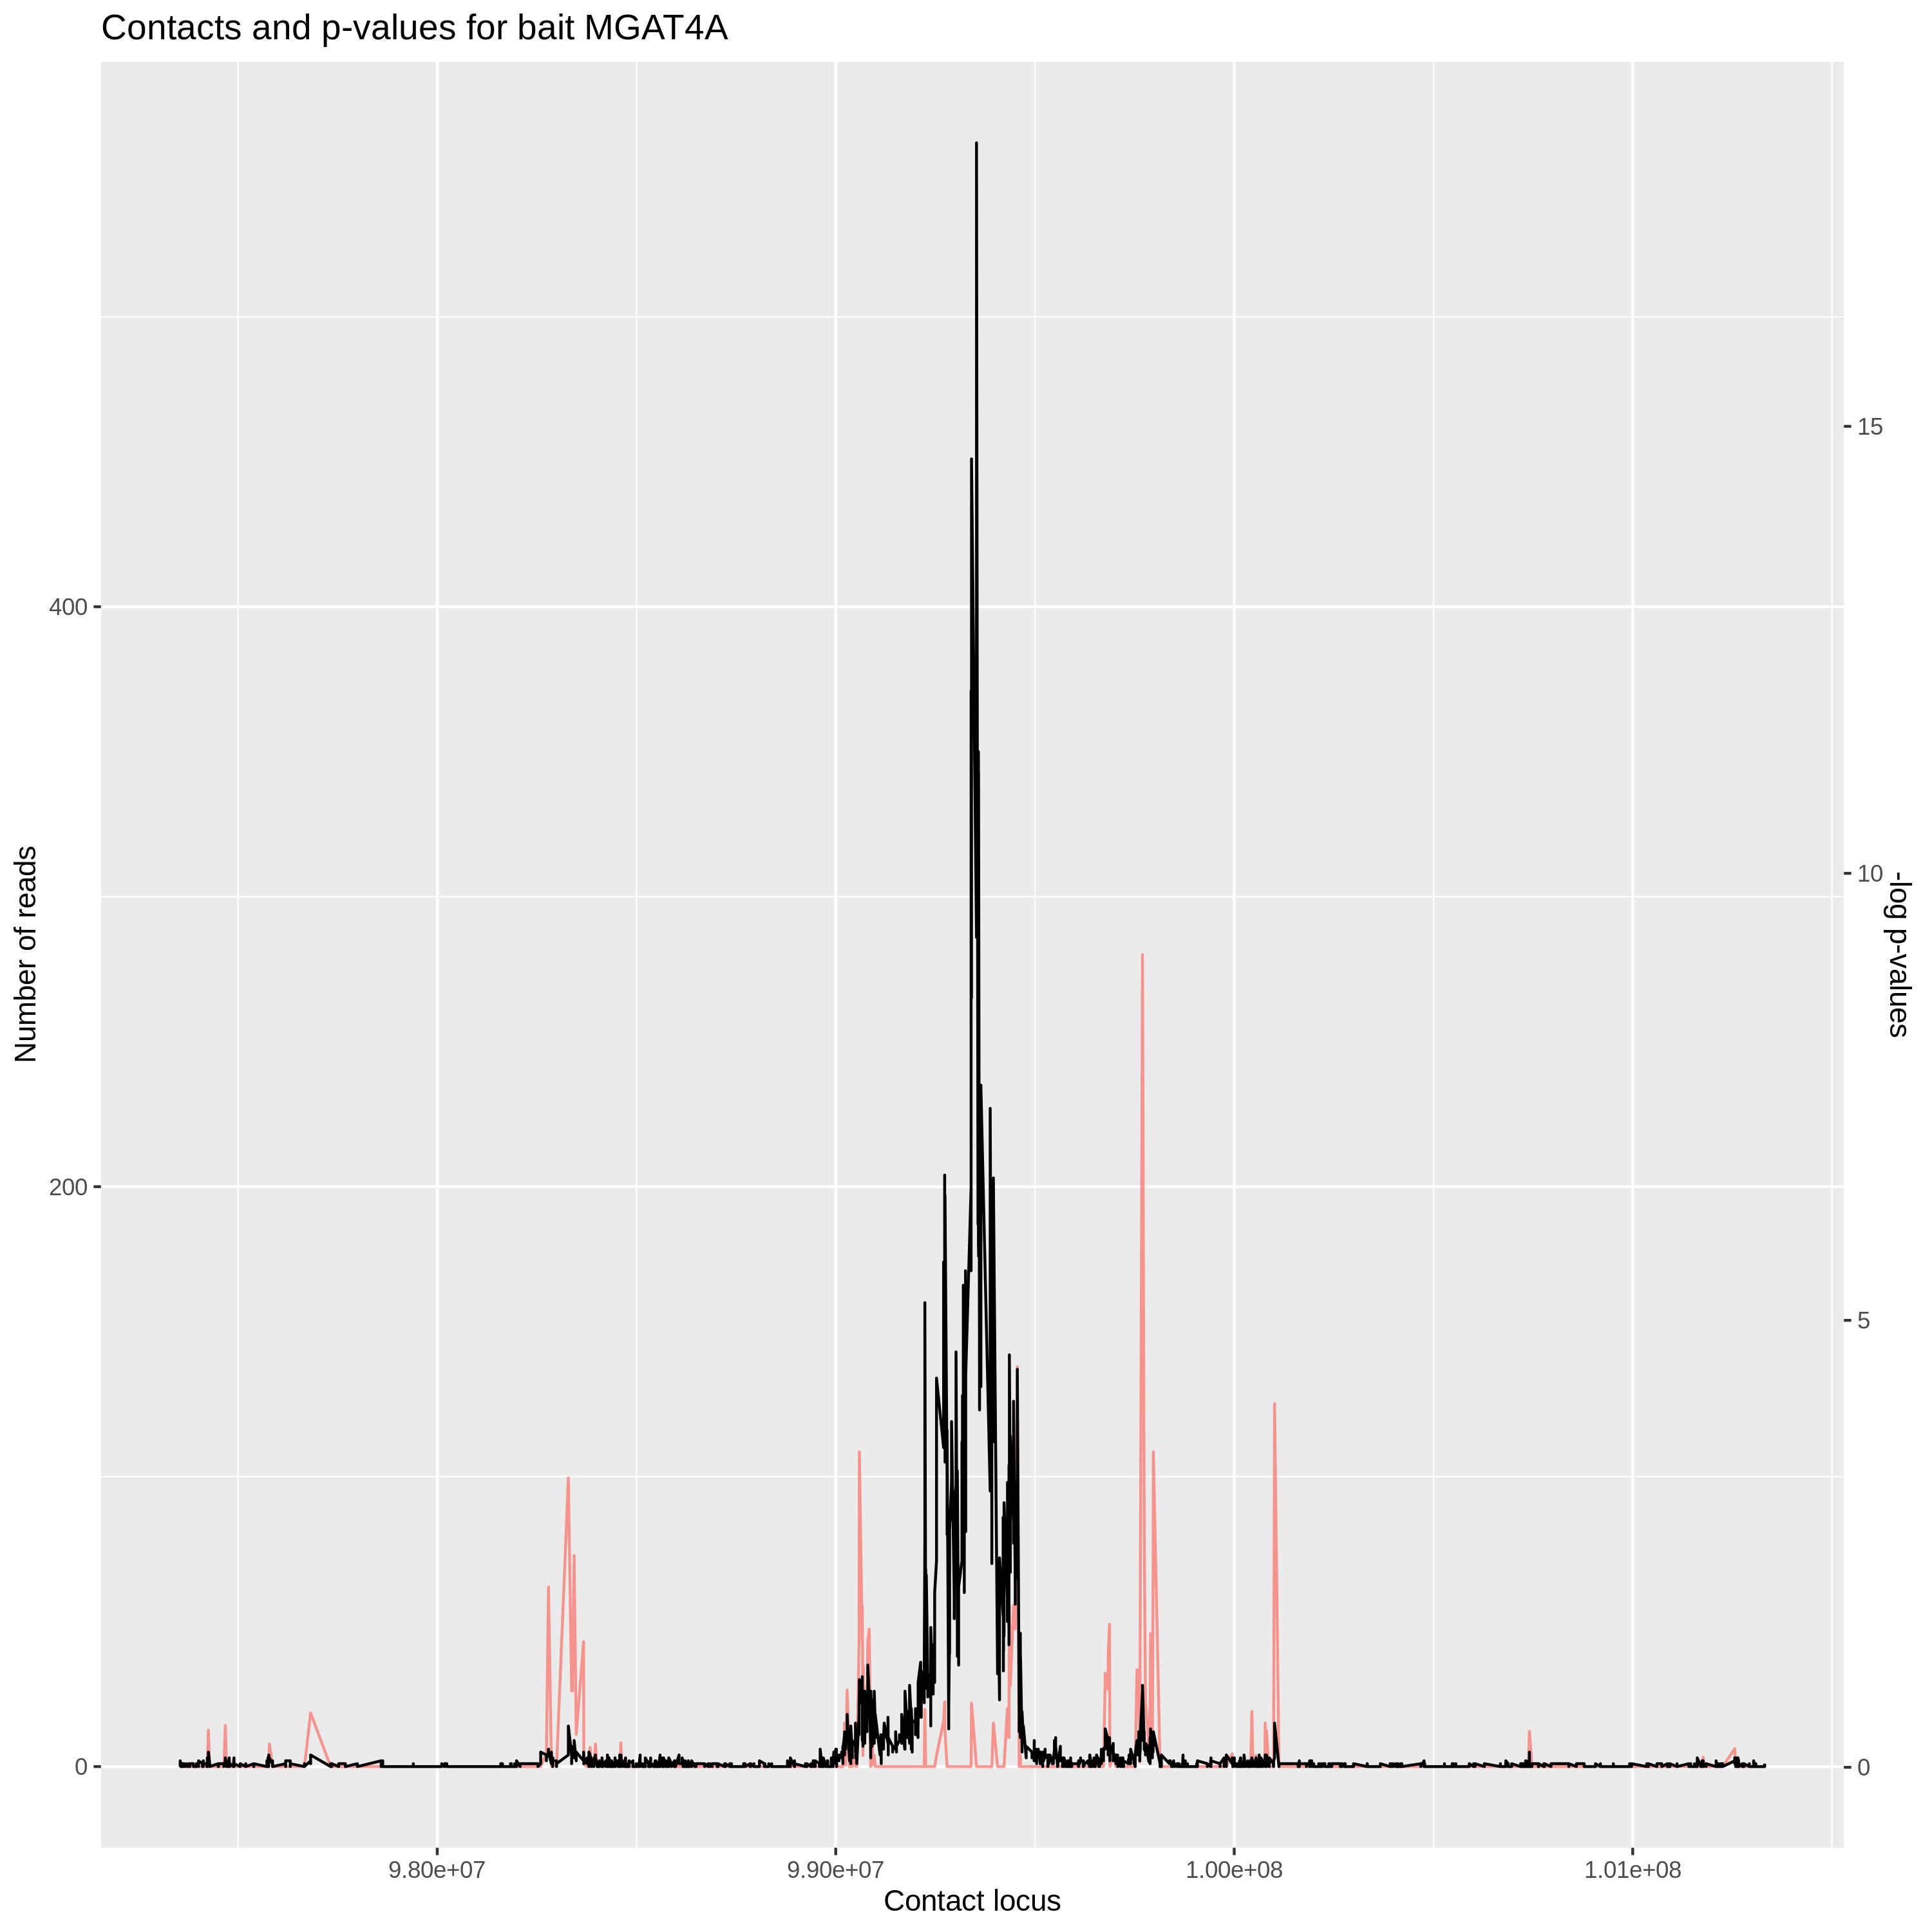 Contacts and p-values for bait MGAT4A
Number of reads
400
200
0
15
10
5
0
-log p-values
9.80e+07
9.90e+07
1.00e+08
1.01e+08
Contact locus